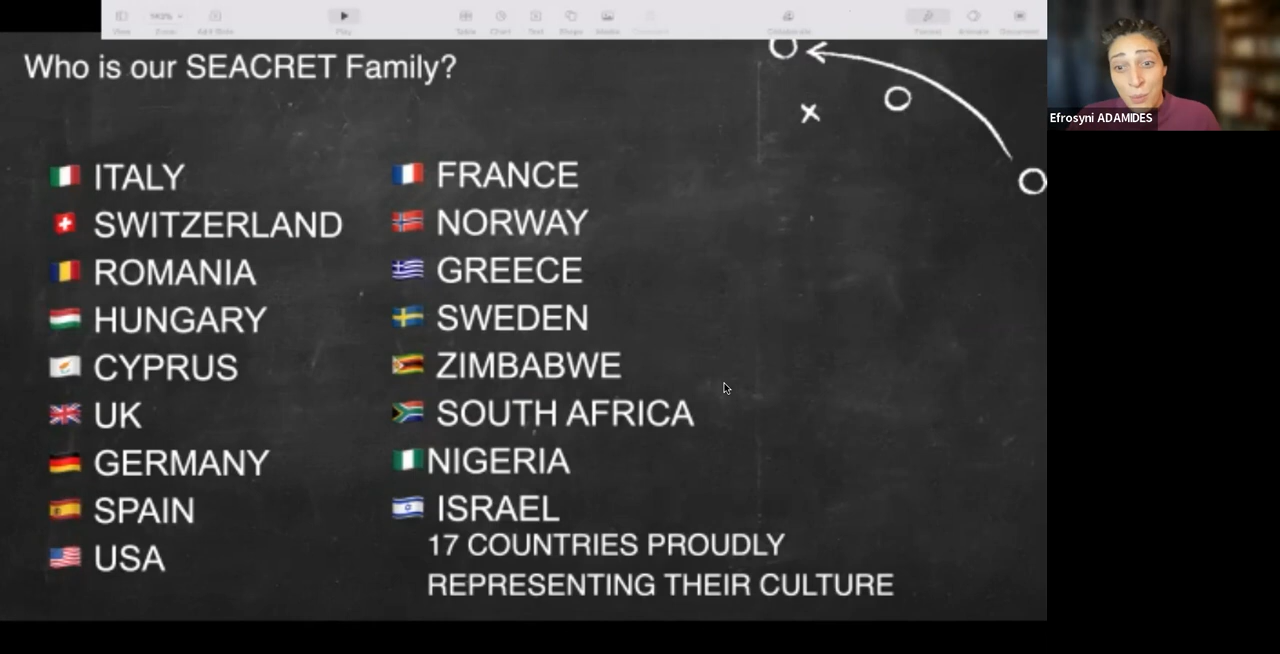 Play
Who is our SEACRET Family?
Efrosyni ADAMIDES
ITALY
SWITZERLAND
ROMANIA
HUNGARY
CYPRUS
UK
GERMANY
SPAIN
USA
FRANCE
NORWAY
GREECE
SWEDEN
ZIMBABWE
SOUTH AFRICA
NIGERIA
ISRAEL
17 COUNTRIES PROUDLY
REPRESENTING THEIR CULTURE